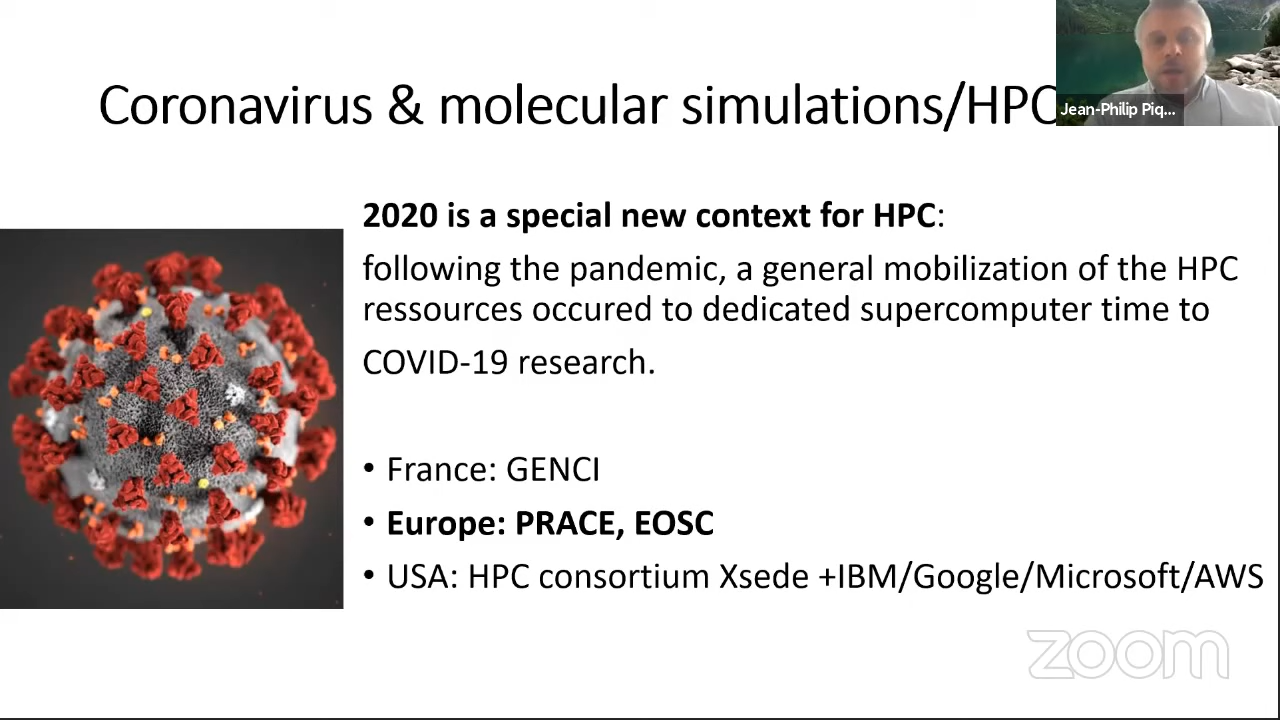 Coronavirus & molecular simulations/HPC
Jean-Philip Piq...
2020 is a special new context for HPC:
following the pandemic, a general mobilization of the HPC
ressources occured to dedicated supercomputer time to
COVID-19 research.
• France: GENCI
• Europe: PRACE, EOSC
• USA: HPC consortium Xsede +IBM/Google/Microsoft/AWS
zoom